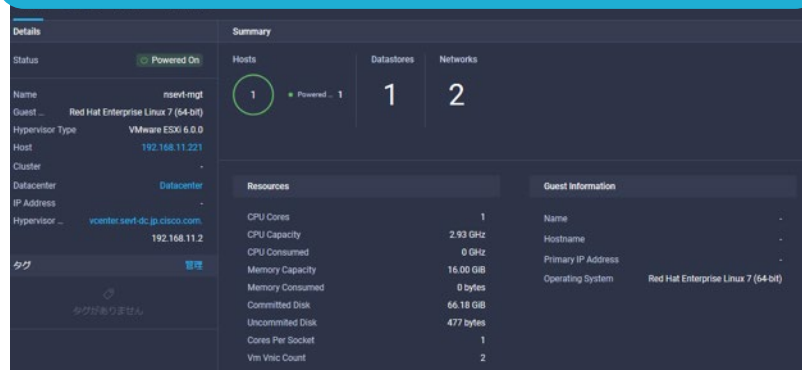 Details
Status Powered On
Name nsevt-mgt
Guest ... Red Hat Enterprise Linux 7 (64-bit)
Hypervisor Type VMware ESXi 6.0.0
Host 192.168.11.221
Cluster -
Datacenter Datacenter
IP Address -
Hypervisor ... vcenter.sevt-dc.jp.cisco.com.
192.168.11.2
タグ 管理
タグがありません
Summary
Hosts Datastores Networks
1 Powered ... 1 1 2
Resources
CPU Cores 1
CPU Capacity 2.93 GHz
CPU Consumed 0 GHz
Memory Capacity 16.00 GiB
Memory Consumed 0 bytes
Committed Disk 66.18 GiB
Uncommited Disk 477 bytes
Cores Per Socket 1
Vm Vnic Count 2
Guest Information
Name -
Hostname -
Primary IP Address -
Operating System Red Hat Enterprise Linux 7 (64-bit)